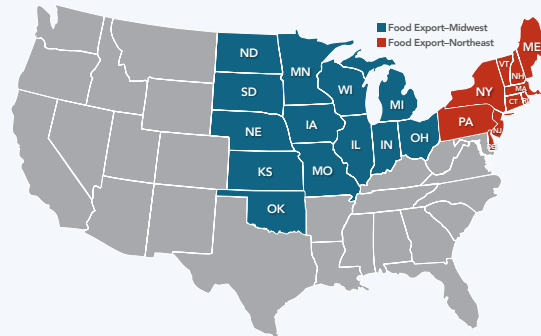 Food Export–Midwest
Food Export–Northeast
ME
ND
MN
VT
NH
WI
NY
MA
SD
MI
CT
RI
PA
IA
NE
NJ
OH
IL
IN
DE
KS
MO
OK